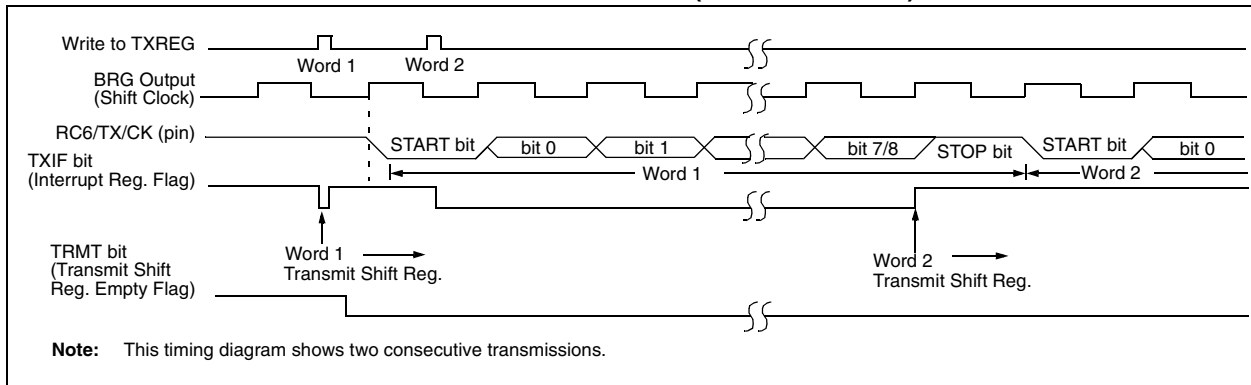 Write to TXREG
Word 1
Word 2
BRG Output
(Shift Clock)
RC6/TX/CK (pin)
START bit
bit 0
bit 1
bit 7/8
STOP bit
START bit
bit 0
TXIF bit
(Interrupt Reg. Flag)
Word 1
Word 2
Word 1
Transmit Shift Reg.
Word 2
Transmit Shift Reg.
TRMT bit
(Transmit Shift
Reg. Empty Flag)
Note: This timing diagram shows two consecutive transmissions.